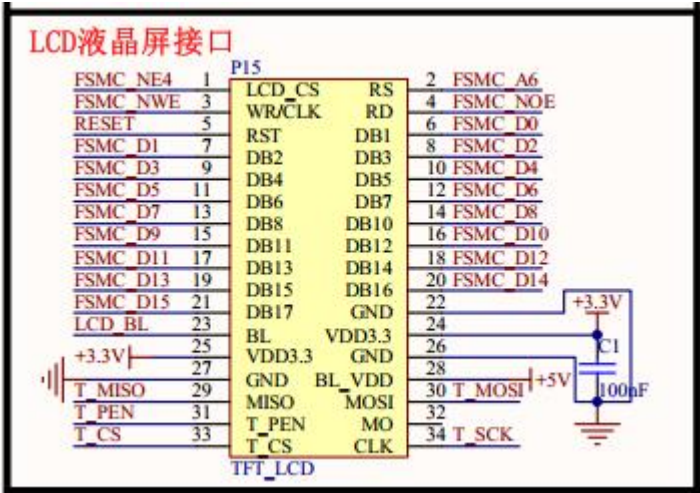 LCD液晶屏接口
P15
FSMC_NE4 1 LCD_CS RS 2 FSMC_A6
FSMC_NWE 3 WR/CLK RD 4 FSMC_NOE
RESET 5 RST DB1 6 FSMC_D0
FSMC_D1 7 DB2 DB3 8 FSMC_D2
FSMC_D3 9 DB4 DB5 10 FSMC_D4
FSMC_D5 11 DB6 DB7 12 FSMC_D6
FSMC_D7 13 DB8 DB10 14 FSMC_D8
FSMC_D9 15 DB11 DB12 16 FSMC_D10
FSMC_D11 17 DB13 DB14 18 FSMC_D12
FSMC_D13 19 DB15 DB16 20 FSMC_D14
FSMC_D15 21 DB17 GND 22 +3.3V
LCD_BL 23 BL VDD3.3 24
+3.3V 25 VDD3.3 GND 26 C1
27 GND BL_VDD 28 +5V
T_MISO 29 MISO MOSI 30 T_MOSI 100nF
T_PEN 31 T_PEN MO 32
T_CS 33 T_CS CLK 34 T_SCK
TFT_LCD